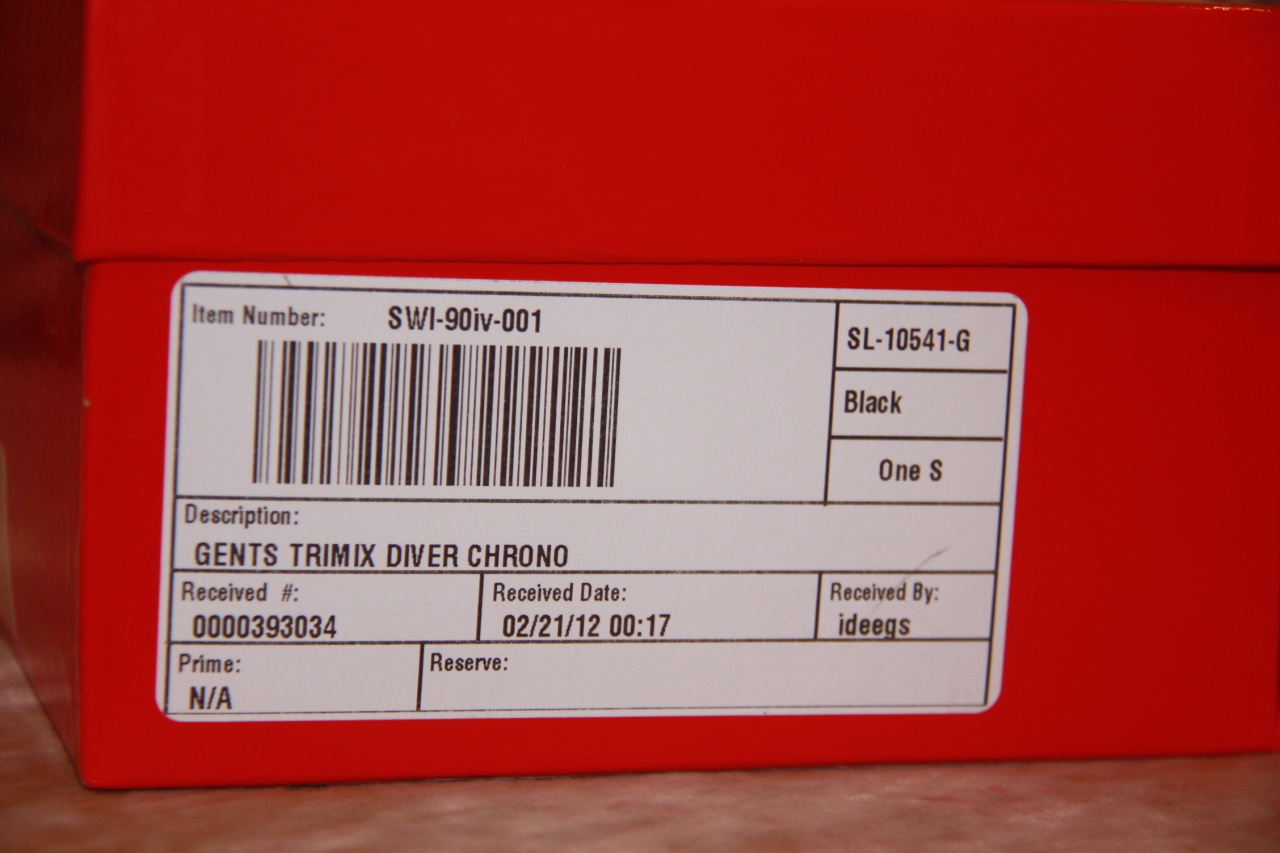 Item Number: SWI-90iv-001
SL-10541-G
Black
One S
Description:
GENTS TRIMIX DIVER CHRONO
Received #:
0000393034
Received Date:
02/21/12 00:17
Received By:
ideegs
Prime:
N/A
Reserve: